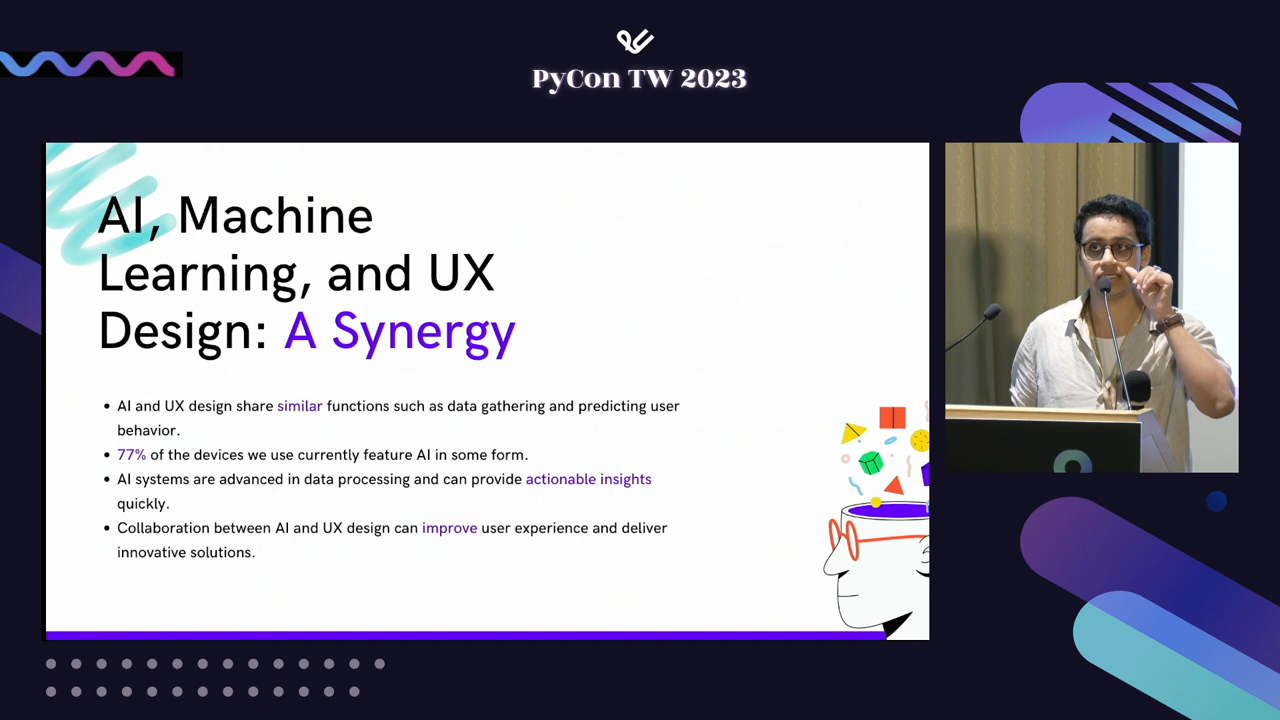 PyCon TW 2023
AI, Machine
Learning, and UX
Design: A Synergy
• AI and UX design share similar functions such as data gathering and predicting user
behavior.
• 77% of the devices we use currently feature AI in some form.
• AI systems are advanced in data processing and can provide actionable insights
quickly.
• Collaboration between AI and UX design can improve user experience and deliver
innovative solutions.